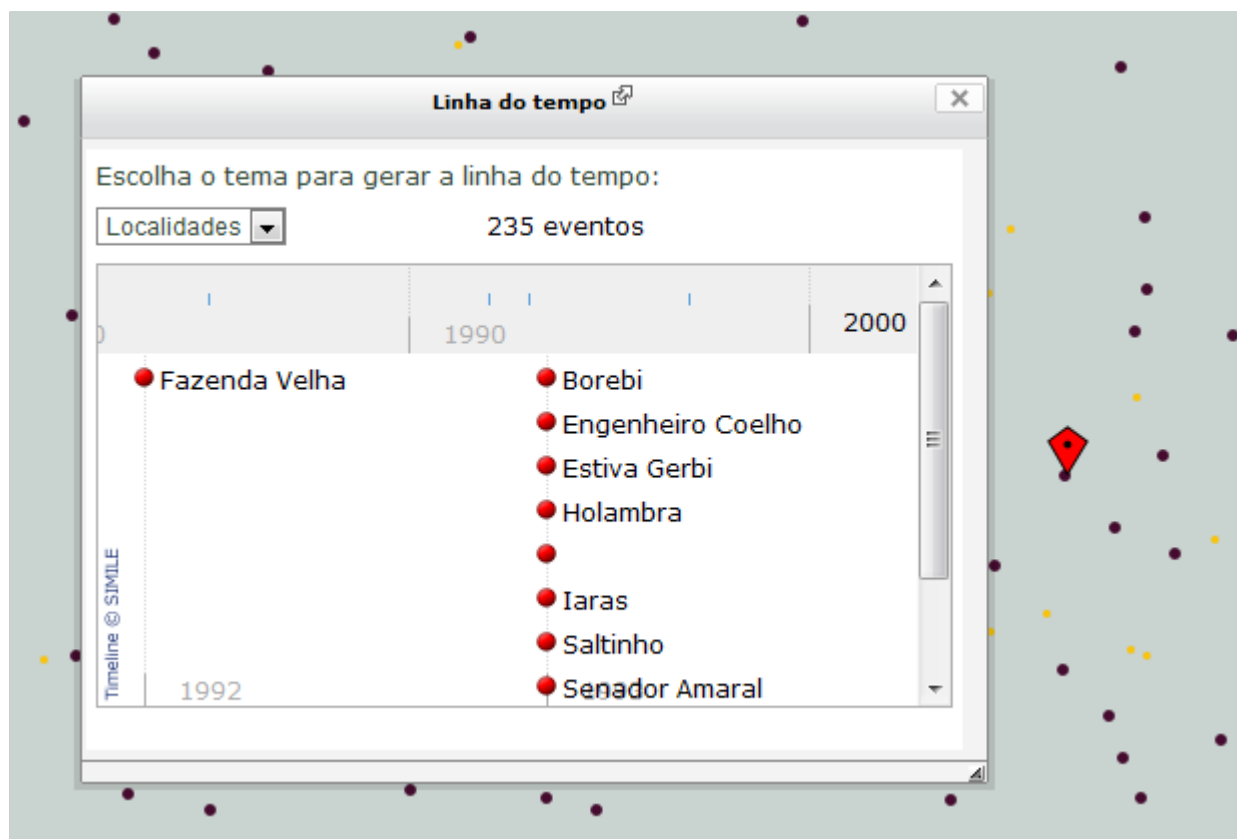 Linha do tempo
Escolha o tema para gerar a linha do tempo:
Localidades
235 eventos
0
1990
2000
Fazenda Velha
Borebi
Engenheiro Coelho
Estiva Gerbi
Holambra
Iaras
Saltinho
Senador Amaral
1992
Timeline © SIMILE